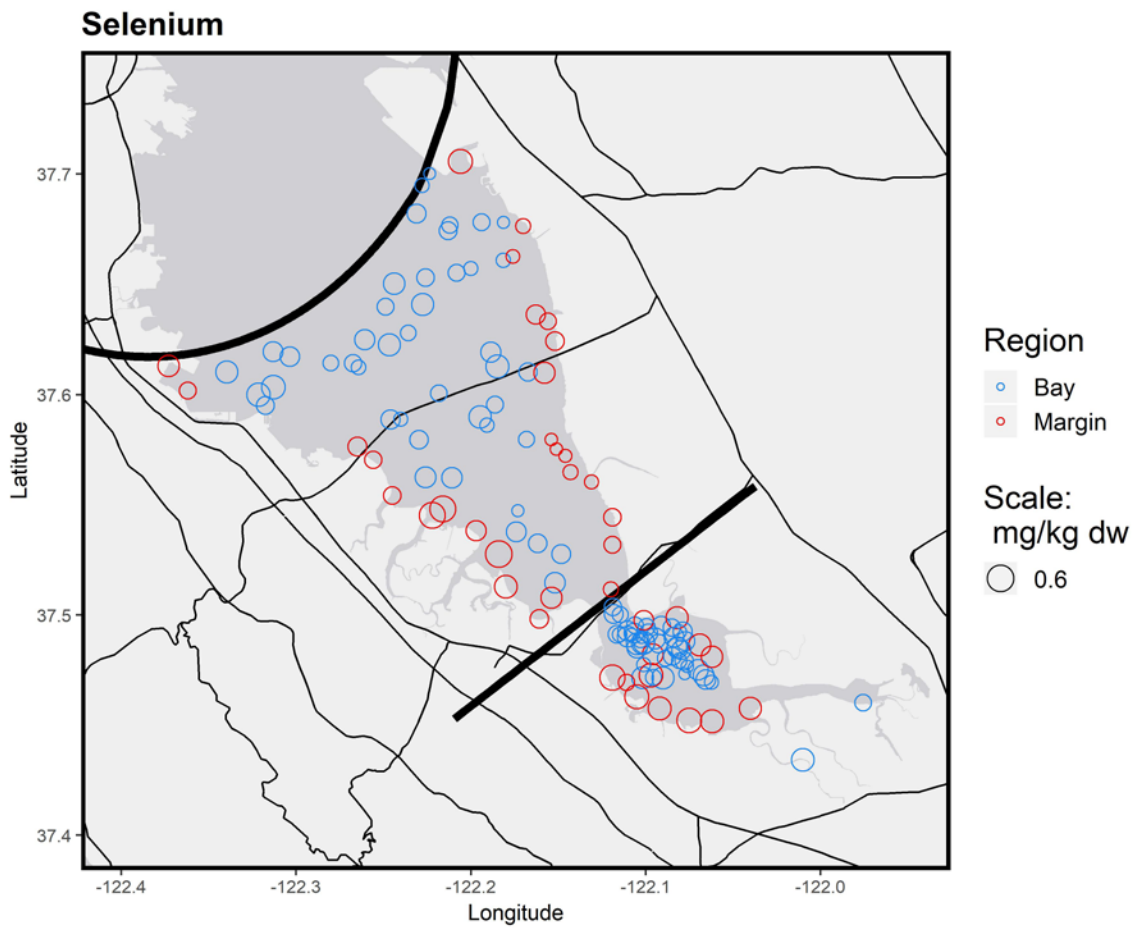 Selenium
37.7
37.6
37.5
37.4
Latitude
-122.4
-122.3
-122.2
-122.1
-122.0
Longitude
Region
Bay
Margin
Scale:
mg/kg dw
0.6